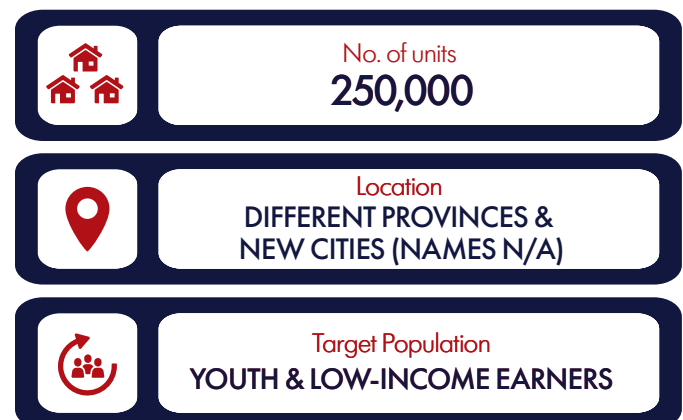 No. of units
250,000
Location
DIFFERENT PROVINCES &
NEW CITIES (NAMES N/A)
Target Population
YOUTH & LOW-INCOME EARNERS